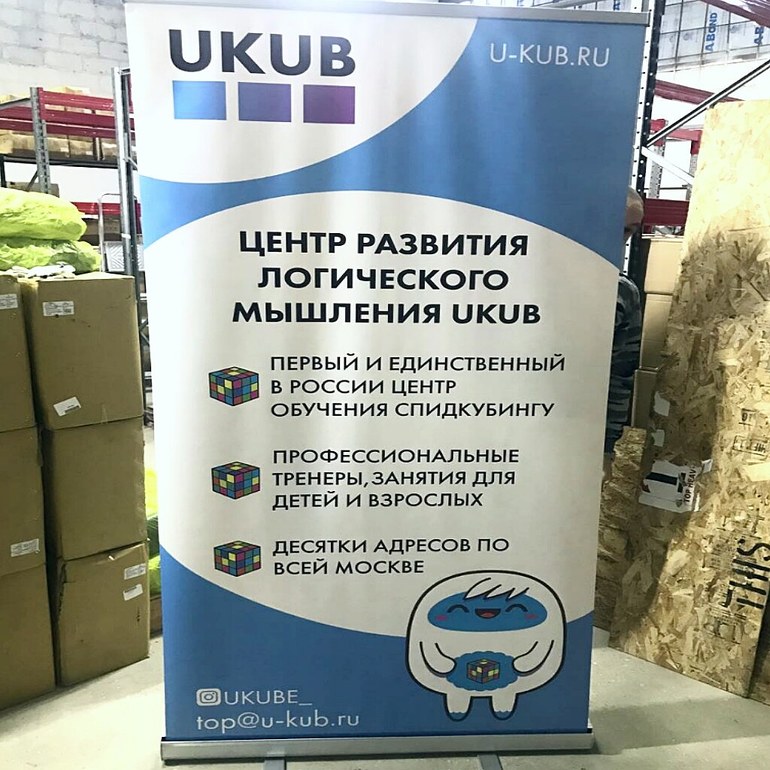 UKUB
U-KUB.RU
ЦЕНТР РАЗВИТИЯ
ЛОГИЧЕСКОГО
МЫШЛЕНИЯ UKUB
ПЕРВЫЙ И ЕДИНСТВЕННЫЙ
В РОССИИ ЦЕНТР
ОБУЧЕНИЯ СПИДКУБИНГУ
ПРОФЕССИОНАЛЬНЫЕ
ТРЕНЕРЫ, ЗАНЯТИЯ ДЛЯ
ДЕТЕЙ И ВЗРОСЛЫХ
ДЕСЯТКИ АДРЕСОВ ПО
ВСЕЙ МОСКВЕ
UKUBE_
top@u-kub.ru
THIS